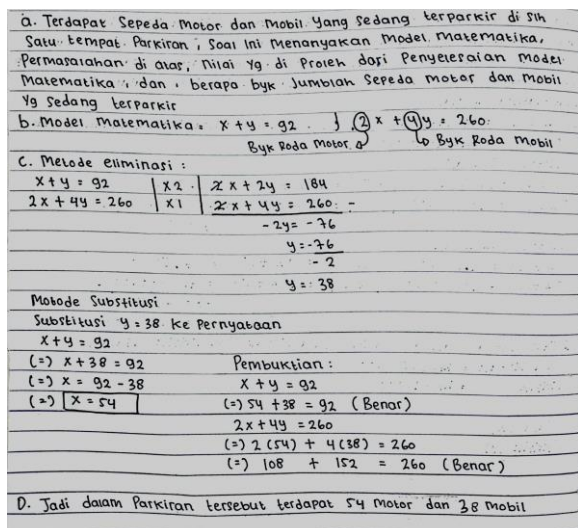 a. Terdapat Sepeda Motor dan Mobil yang sedang terparkir di slh
Satu tempat Parkiran, Soal Ini Menanyakan Model Matematika,
Permasalahan di atas, nilai yg di Proleh dari Penyelesaian Model
Matematika, dan berapa byk Jumblah Sepeda motor dan Mobil
Yg Sedang terparkir
b. Model Matematika = x + y = 92 } 2x + 4y = 260
Byk Roda Motor Byk Roda Mobil
C. Metode eliminasi :
x + y = 92 | x2 | 2x + 2y = 184
2x + 4y = 260 | x1 | 2x + 4y = 260 -
-2y = -76
y = -76
-2
y = 38
Motode Substitusi
Substitusi y = 38 ke Pernyataan
x + y = 92
(=) x + 38 = 92
(=) x = 92 - 38
(=) x = 54
Pembuktian :
x + y = 92
(=) 54 + 38 = 92 (Benar)
2x + 4y = 260
(=) 2 (54) + 4 (38) = 260
(=) 108 + 152 = 260 (Benar)
D. Jadi dalam Parkiran tersebut terdapat 54 Motor dan 38 Mobil